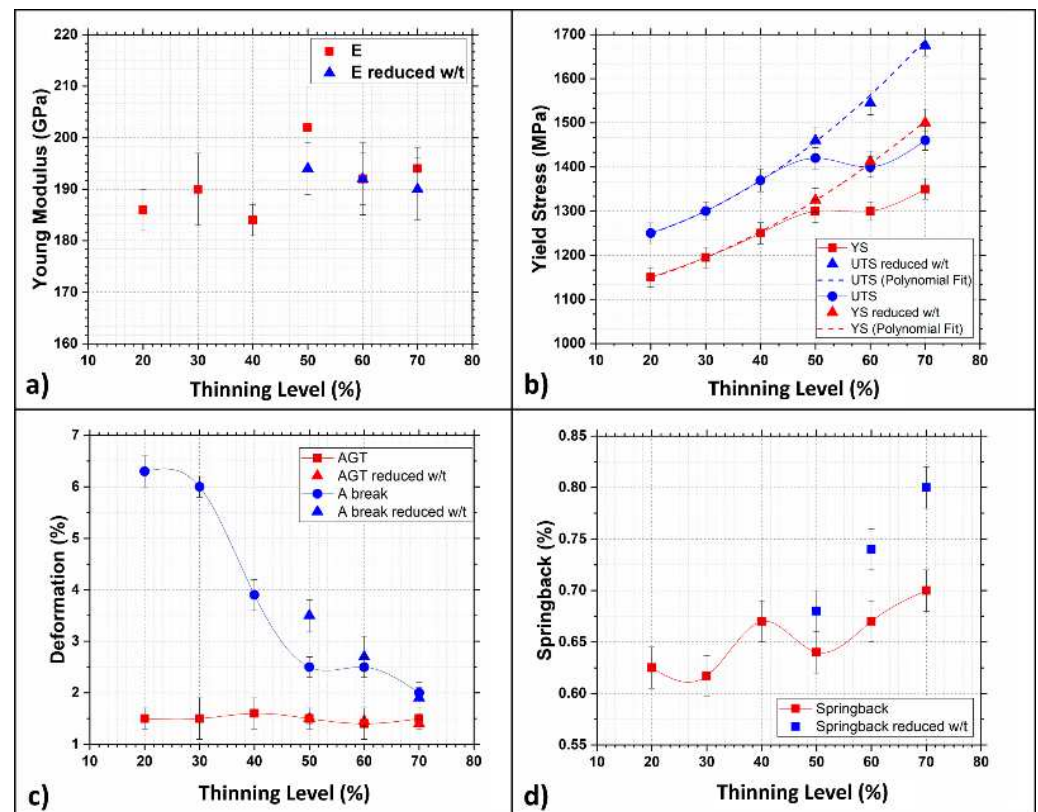 220
210
200
190
180
170
160
Young Modulus (GPa)
E
E reduced w/t
10 20 30 40 50 60 70 80
a) Thinning Level (%)
1700
1600
1500
1400
1300
1200
1100
1000
Yield Stress (MPa)
YS
UTS reduced w/t
UTS (Polynomial Fit)
UTS
YS reduced w/t
YS (Polynomial Fit)
10 20 30 40 50 60 70 80
b) Thinning Level (%)
7
6
5
4
3
2
1
Deformation (%)
AGT
AGT reduced w/t
A break
A break reduced w/t
10 20 30 40 50 60 70 80
c) Thinning Level (%)
0.85
0.80
0.75
0.70
0.65
0.60
0.55
Springback (%)
Springback
Springback reduced w/t
10 20 30 40 50 60 70 80
d) Thinning Level (%)